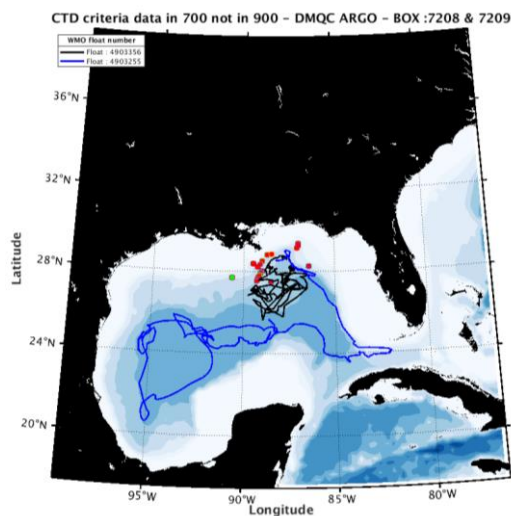 CTD criteria data in 700 not in 900 - DMQC ARGO - BOX :7208 & 7209
WMO float number
Float : 4903356
Float : 4903255
36°N
32°N
28°N
24°N
20°N
Latitude
95°W
90°W
85°W
80°W
Longitude